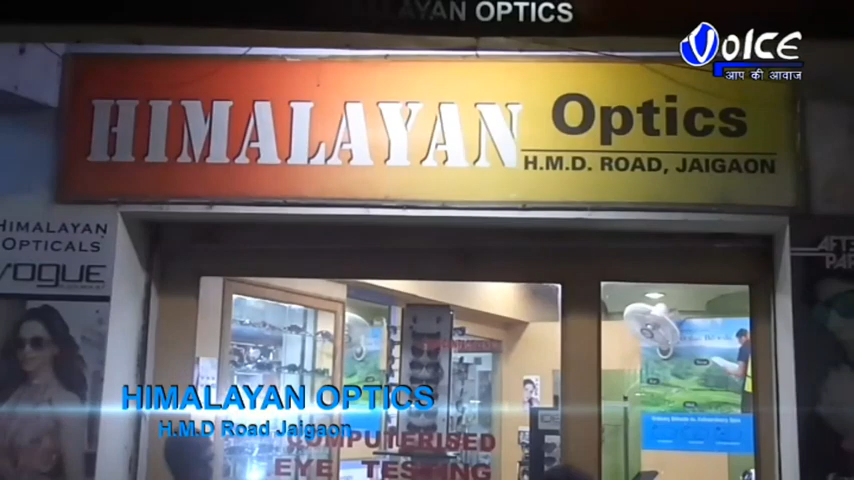 LAYAN OPTICS
VOICE
आप की आवाज
HIMALAYAN Optics
H.M.D. ROAD, JAIGAON
HIMALAYAN
OPTICALS
VOGUE
HIMALAYAN OPTICS
H.M.D Road Jaigaon
COMPUTERISED
EYE TESTING